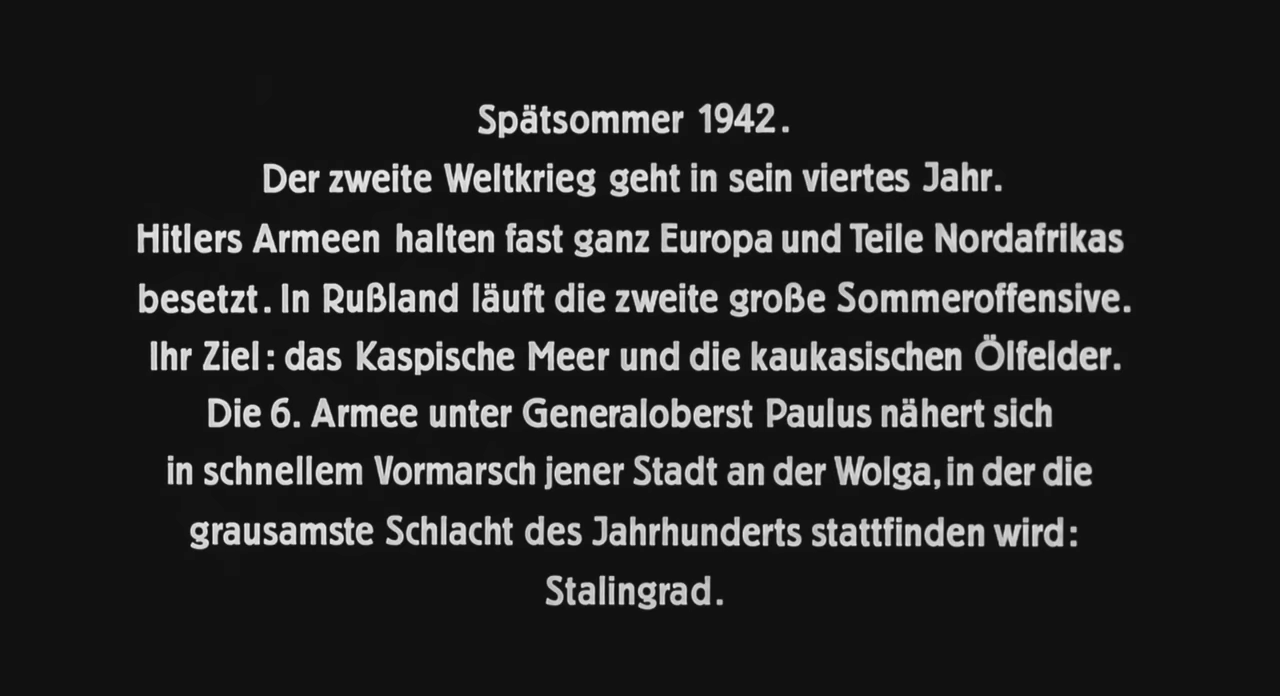 Spätsommer 1942.
Der zweite Weltkrieg geht in sein viertes Jahr.
Hitlers Armeen halten fast ganz Europa und Teile Nordafrikas
besetzt. In Rußland läuft die zweite große Sommeroffensive.
Ihr Ziel: das Kaspische Meer und die kaukasischen Ölfelder.
Die 6. Armee unter Generaloberst Paulus nähert sich
in schnellem Vormarsch jener Stadt an der Wolga, in der die
grausamste Schlacht des Jahrhunderts stattfinden wird:
Stalingrad.